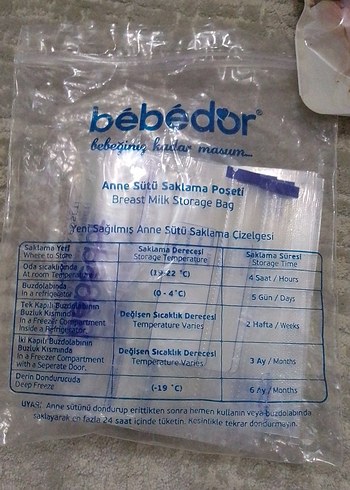 bébédor®
bebeğiniz kadar masum...
Anne Sütü Saklama Poşeti
Breast Milk Storage Bag
Yeni Sağılmış Anne Sütü Saklama Çizelgesi
Saklama Yeri
Where to Store
Saklama Derecesi
Storage Temperature
Saklama Süresi
Storage Time
Oda sıcaklığında
At room Temperature
(19-22 °C)
4 Saat / Hours
Buzdolabında
In a refrigerator
(0 - 4 °C)
5 Gün / Days
Tek Kapılı Buzdolabının
Buzluk Kısmında
In a Freezer Compartment
Inside a Refrigerator
Değişen Sıcaklık Derecesi
Temperature Varies
2 Hafta / Weeks
İki Kapılı Buzdolabının
Buzluk Kısmında
In a Freezer Compartment
with a Seperate Door.
Değişen Sıcaklık Derecesi
Temperature Varies
3 Ay / Months
Derin Dondurucuda
Deep Freeze
(-19 °C)
6 Ay / Months
UYARI: Anne sütünü dondurup erittikten sonra hemen kullanın veya buzdolabında
saklayarak en fazla 24 saat içinde tüketin. Kesinlikle tekrar dondurmayın.